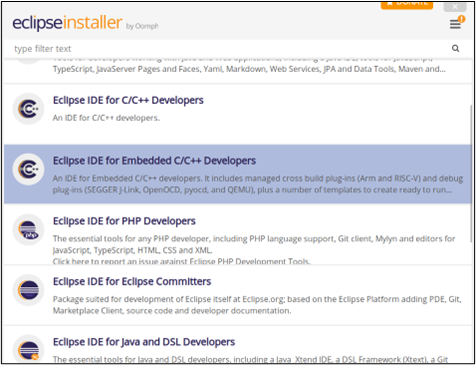 DONATE
eclipseinstaller by Oomph
type filter text
TypeScript, JavaServer Pages and Faces, Yaml, Markdown, Web Services, JPA and Data Tools, Maven and...
Eclipse IDE for C/C++ Developers
An IDE for C/C++ developers.
Eclipse IDE for Embedded C/C++ Developers
An IDE for Embedded C/C++ developers. It includes managed cross build plug-ins (Arm and RISC-V) and debug
plug-ins (SEGGER J-Link, OpenOCD, pyocd, and QEMU), plus a number of templates to create ready to run...
Eclipse IDE for PHP Developers
php
The essential tools for any PHP developer, including PHP language support, Git client, Mylyn and editors for
JavaScript, TypeScript, HTML, CSS and XML.
Click here to report an issue against Eclipse PHP Development Tools.
Eclipse IDE for Eclipse Committers
Package suited for development of Eclipse itself at Eclipse.org; based on the Eclipse Platform adding PDE, Git,
Marketplace Client, source code and developer documentation.
Eclipse IDE for Java and DSL Developers
The essential tools for Java and DSL developers, including a Java Xtend IDE, a DSL Framework (Xtext), a Git